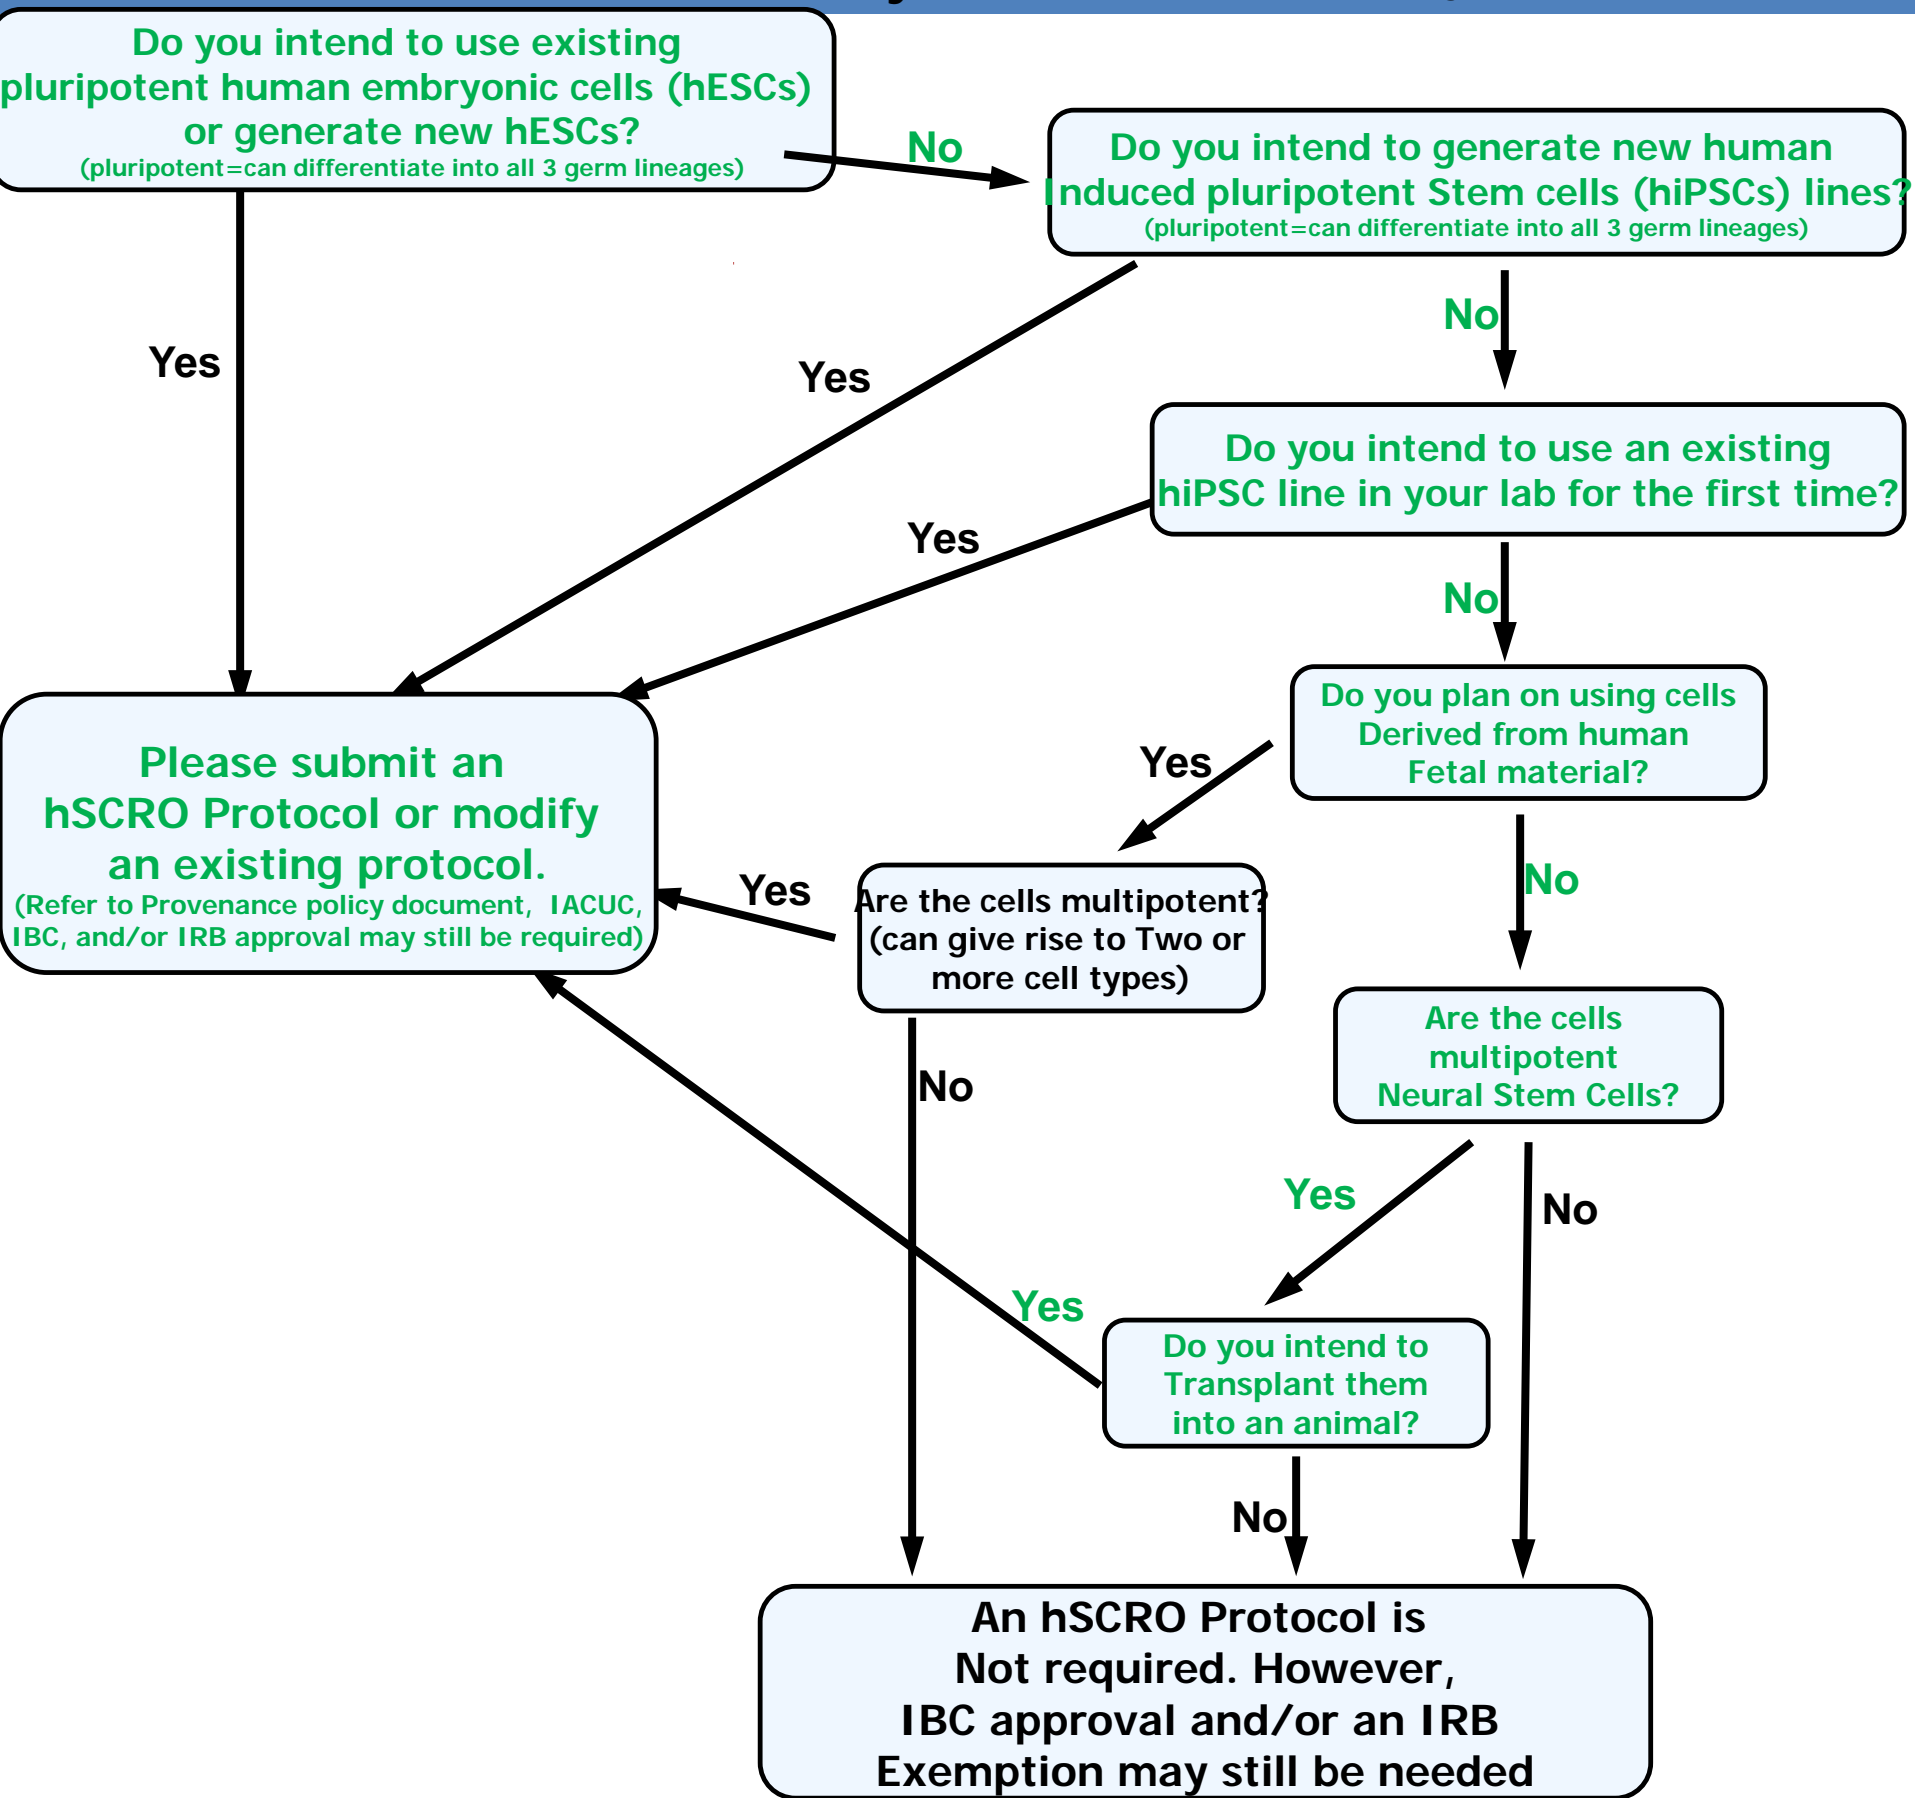 Do you intend to use existing
pluripotent human embryonic cells (hESCs)
or generate new hESCs?
(pluripotent=can differentiate into all 3 germ lineages)
No
Do you intend to generate new human
Induced pluripotent Stem cells (hiPSCs) lines?
(pluripotent=can differentiate into all 3 germ lineages)
Yes
Yes
No
Do you intend to use an existing
hiPSC line in your lab for the first time?
Yes
No
Do you plan on using cells
Derived from human
Fetal material?
Yes
No
Please submit an
hSCRO Protocol or modify
an existing protocol.
(Refer to Provenance policy document, IACUC,
IBC, and/or IRB approval may still be required)
Yes
Are the cells multipotent?
(can give rise to Two or
more cell types)
No
Are the cells
multipotent
Neural Stem Cells?
Yes
No
Yes
Do you intend to
Transplant them
into an animal?
No
An hSCRO Protocol is
Not required. However,
IBC approval and/or an IRB
Exemption may still be needed